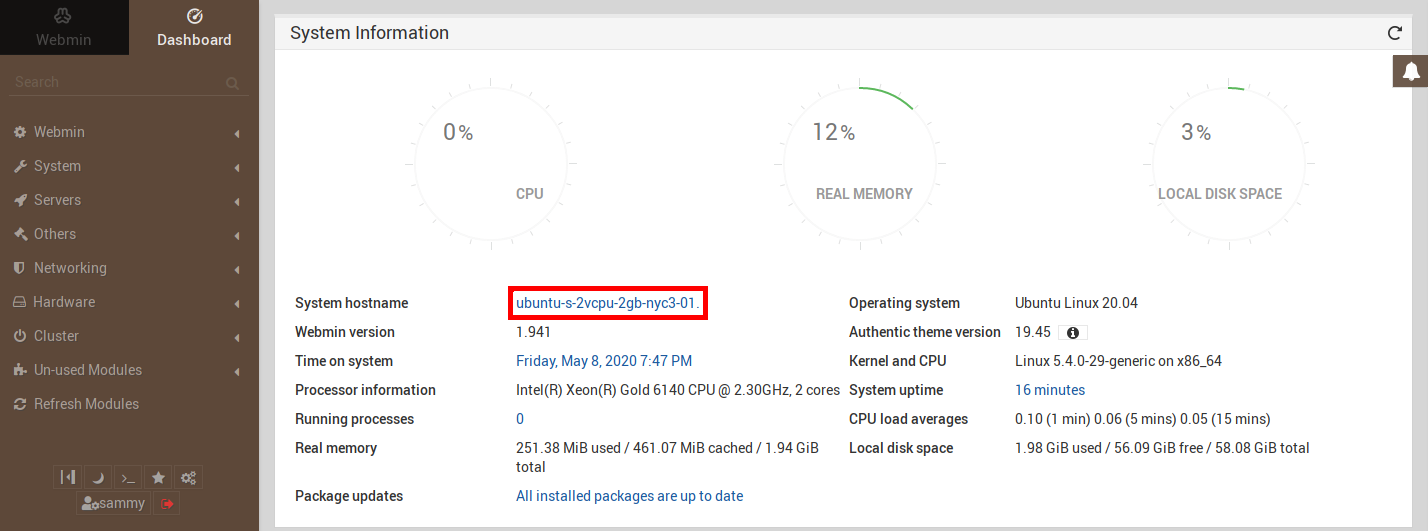 Webmin
Dashboard
Search
Webmin
System
Servers
Others
Networking
Hardware
Cluster
Un-used Modules
Refresh Modules
sammy
System Information
0%
CPU
12%
REAL MEMORY
3%
LOCAL DISK SPACE
System hostname ubuntu-s-2vcpu-2gb-nyc3-01. Operating system Ubuntu Linux 20.04
Webmin version 1.941 Authentic theme version 19.45
Time on system Friday, May 8, 2020 7:47 PM Kernel and CPU Linux 5.4.0-29-generic on x86_64
Processor information Intel(R) Xeon(R) Gold 6140 CPU @ 2.30GHz, 2 cores System uptime 16 minutes
Running processes 0 CPU load averages 0.10 (1 min) 0.06 (5 mins) 0.05 (15 mins)
Real memory 251.38 MiB used / 461.07 MiB cached / 1.94 GiB Local disk space 1.98 GiB used / 56.09 GiB free / 58.08 GiB total
total
Package updates All installed packages are up to date